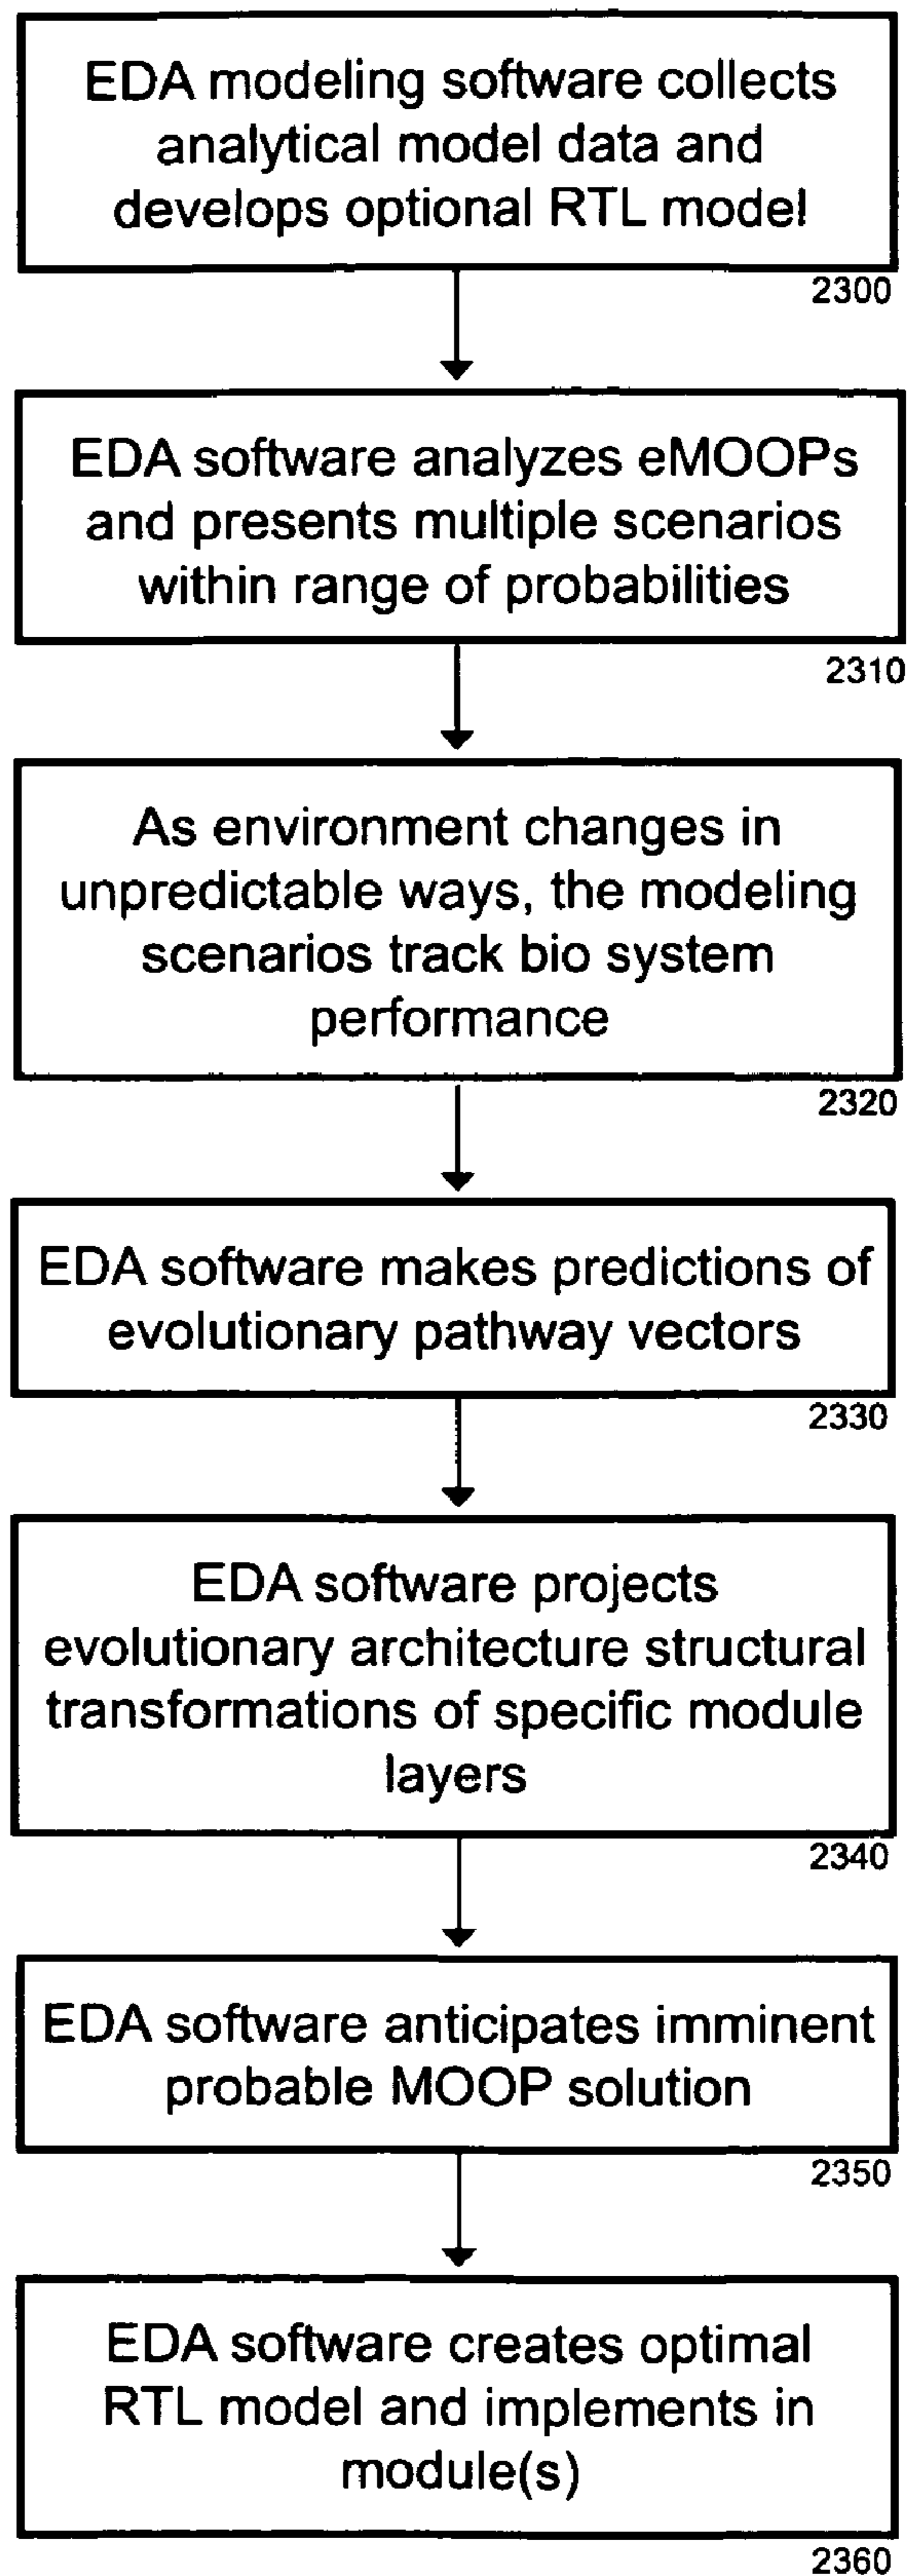 EDA modeling software collects
analytical model data and
develops optional RTL model
2300
EDA software analyzes eMOOPs
and presents multiple scenarios
within range of probabilities
2310
As environment changes in
unpredictable ways, the modeling
scenarios track bio system
performance
2320
EDA software makes predictions of
evolutionary pathway vectors
2330
EDA software projects
evolutionary architecture structural
transformations of specific module
layers
2340
EDA software anticipates imminent
probable MOOP solution
2350
EDA software creates optimal
RTL model and implements in
module(s)
2360